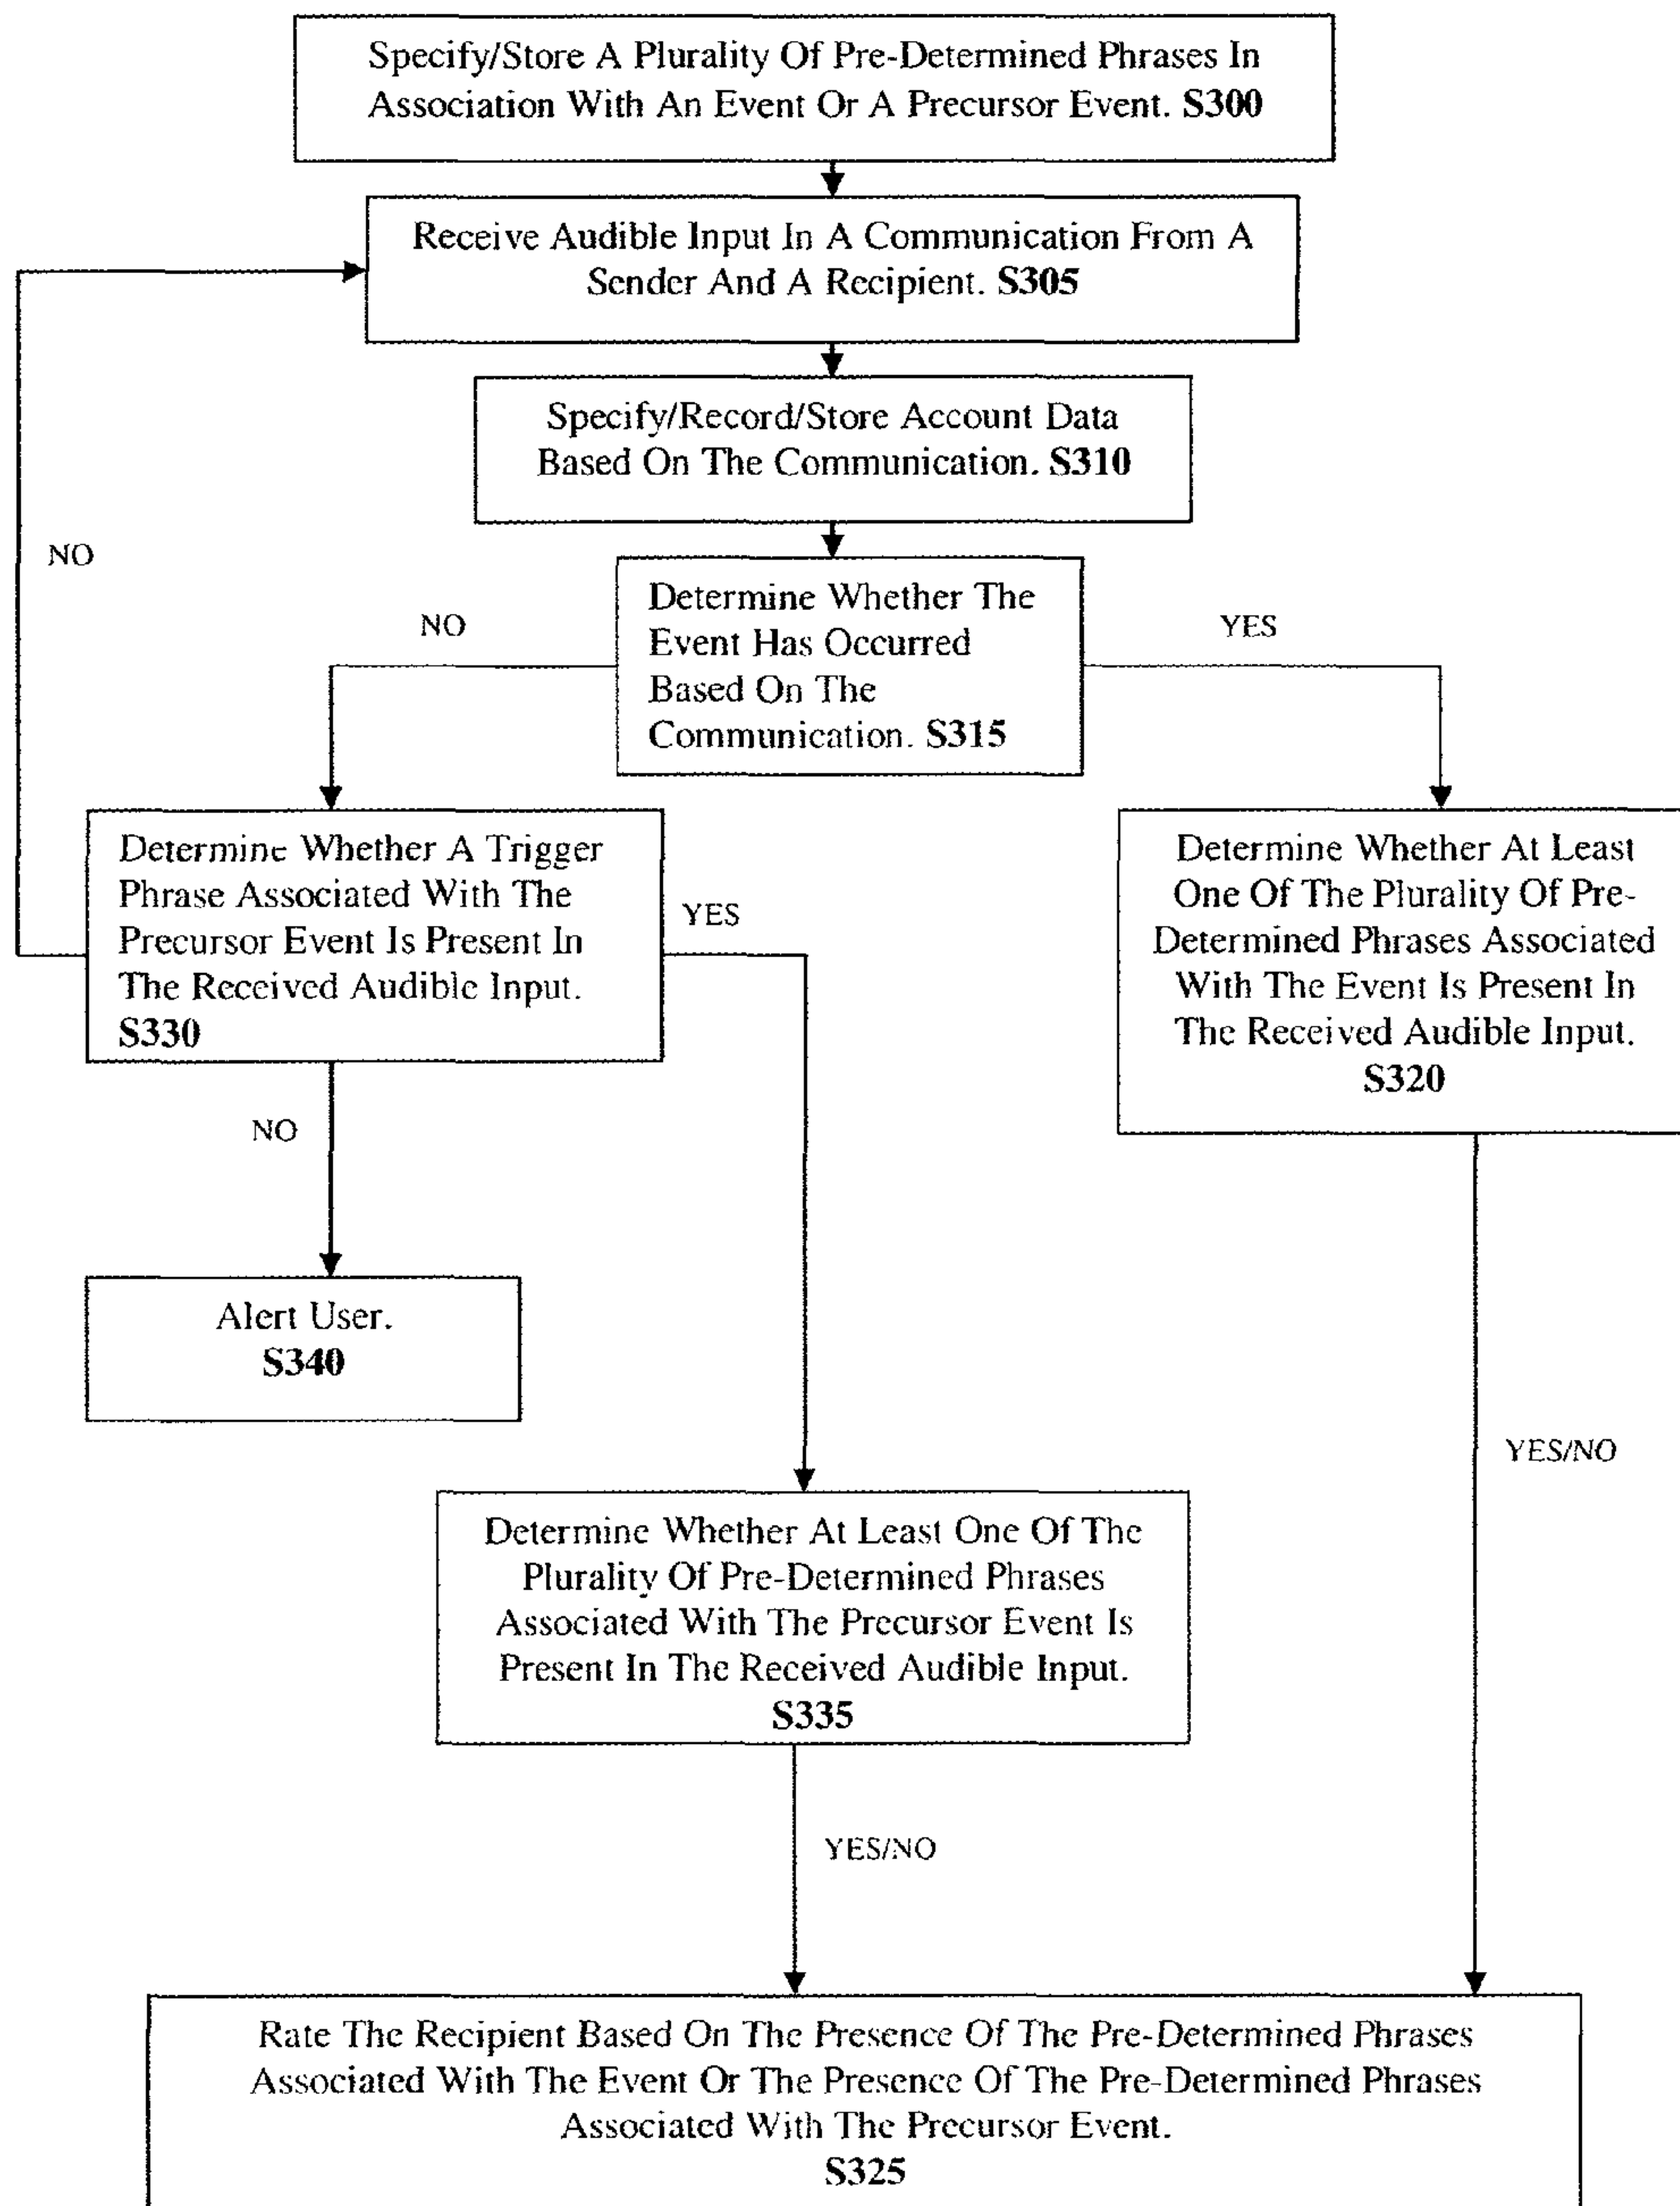 Specify/Store A Plurality Of Pre-Determined Phrases In
Association With An Event Or A Precursor Event. S300
Receive Audible Input In A Communication From A
Sender And A Recipient. S305
Specify/Record/Store Account Data
Based On The Communication. S310
NO
NO
Determine Whether The
Event Has Occurred
Based On The
Communication. S315
YES
Determine Whether A Trigger
Phrase Associated With The
Precursor Event Is Present In
The Received Audible Input.
S330
YES
Determine Whether At Least
One Of The Plurality Of Pre-
Determined Phrases Associated
With The Event Is Present In
The Received Audible Input.
S320
NO
Alert User.
S340
YES/NO
Determine Whether At Least One Of The
Plurality Of Pre-Determined Phrases
Associated With The Precursor Event Is
Present In The Received Audible Input.
S335
YES/NO
Rate The Recipient Based On The Presence Of The Pre-Determined Phrases
Associated With The Event Or The Presence Of The Pre-Determined Phrases
Associated With The Precursor Event.
S325